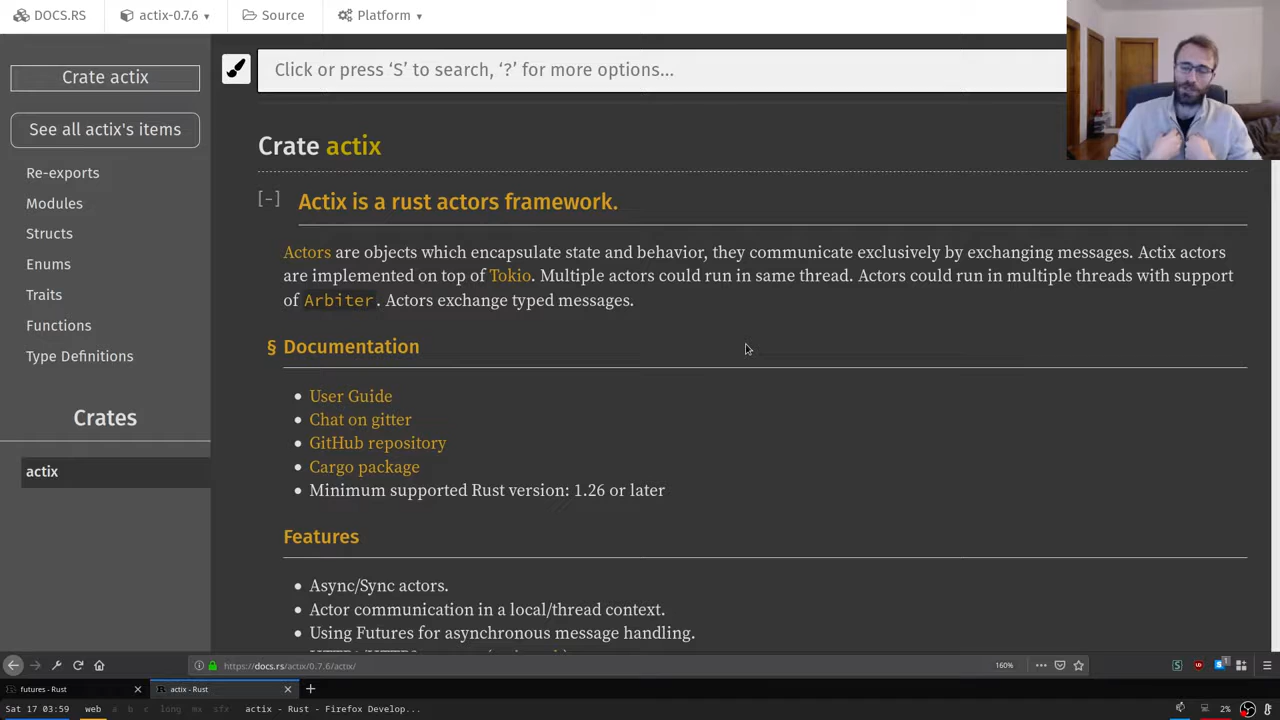 DOCS.RS actix-0.7.6 Source Platform
Crate actix
See all actix's items
Re-exports
Modules
Structs
Enums
Traits
Functions
Type Definitions
Crates
actix
Click or press ‘S’ to search, ‘?’ for more options…
Crate actix
[-] Actix is a rust actors framework.
Actors are objects which encapsulate state and behavior, they communicate exclusively by exchanging messages. Actix actors
are implemented on top of Tokio. Multiple actors could run in same thread. Actors could run in multiple threads with support
of Arbiter. Actors exchange typed messages.
§ Documentation
• User Guide
• Chat on gitter
• GitHub repository
• Cargo package
• Minimum supported Rust version: 1.26 or later
Features
• Async/Sync actors.
• Actor communication in a local/thread context.
• Using Futures for asynchronous message handling.
https://docs.rs/actix/0.7.6/actix/ 160%
futures - Rust actix - Rust
Sat 17 03:59 web a b c long mx sfx actix - Rust - Firefox Develop... 2%